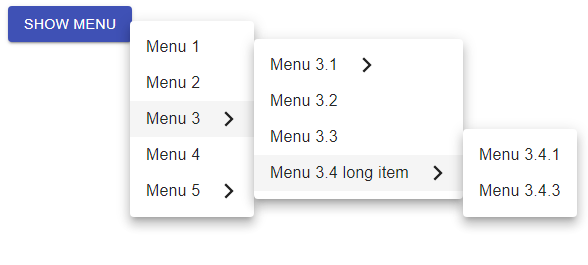 SHOW MENU
Menu 1
Menu 2
Menu 3
Menu 4
Menu 5
Menu 3.1
Menu 3.2
Menu 3.3
Menu 3.4 long item
Menu 3.4.1
Menu 3.4.3